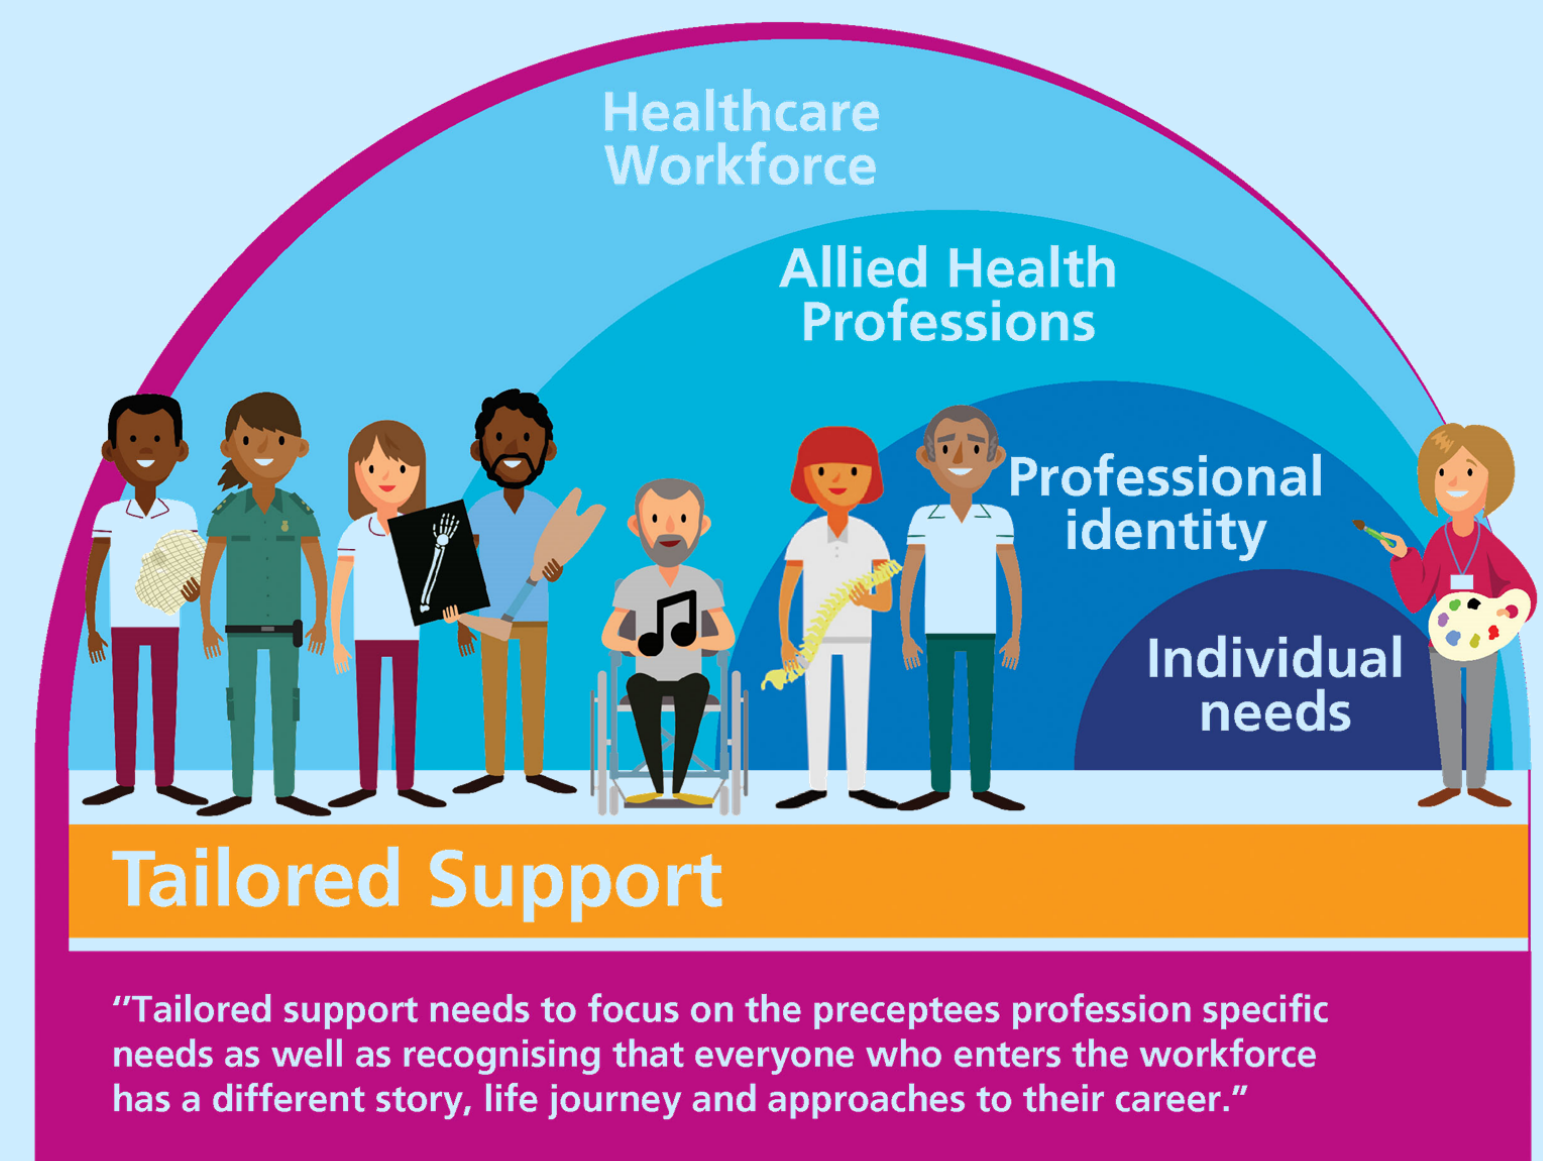 Healthcare
Workforce
Allied Health
Professions
Professional
identity
Individual
needs
Tailored Support
“Tailored support needs to focus on the preceptees profession specific
needs as well as recognising that everyone who enters the workforce
has a different story, life journey and approaches to their career.”